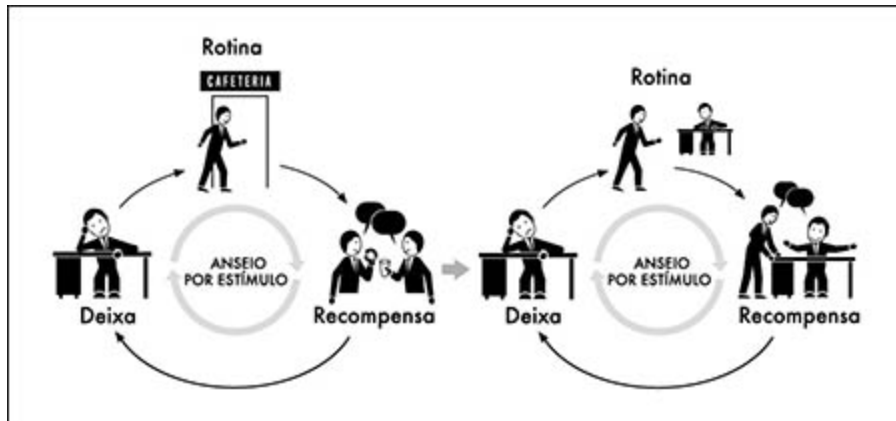 Rotina
CAFETERIA
ANSEIO
POR ESTÍMULO
Deixa
Recompensa
Rotina
ANSEIO
POR ESTÍMULO
Deixa
Recompensa